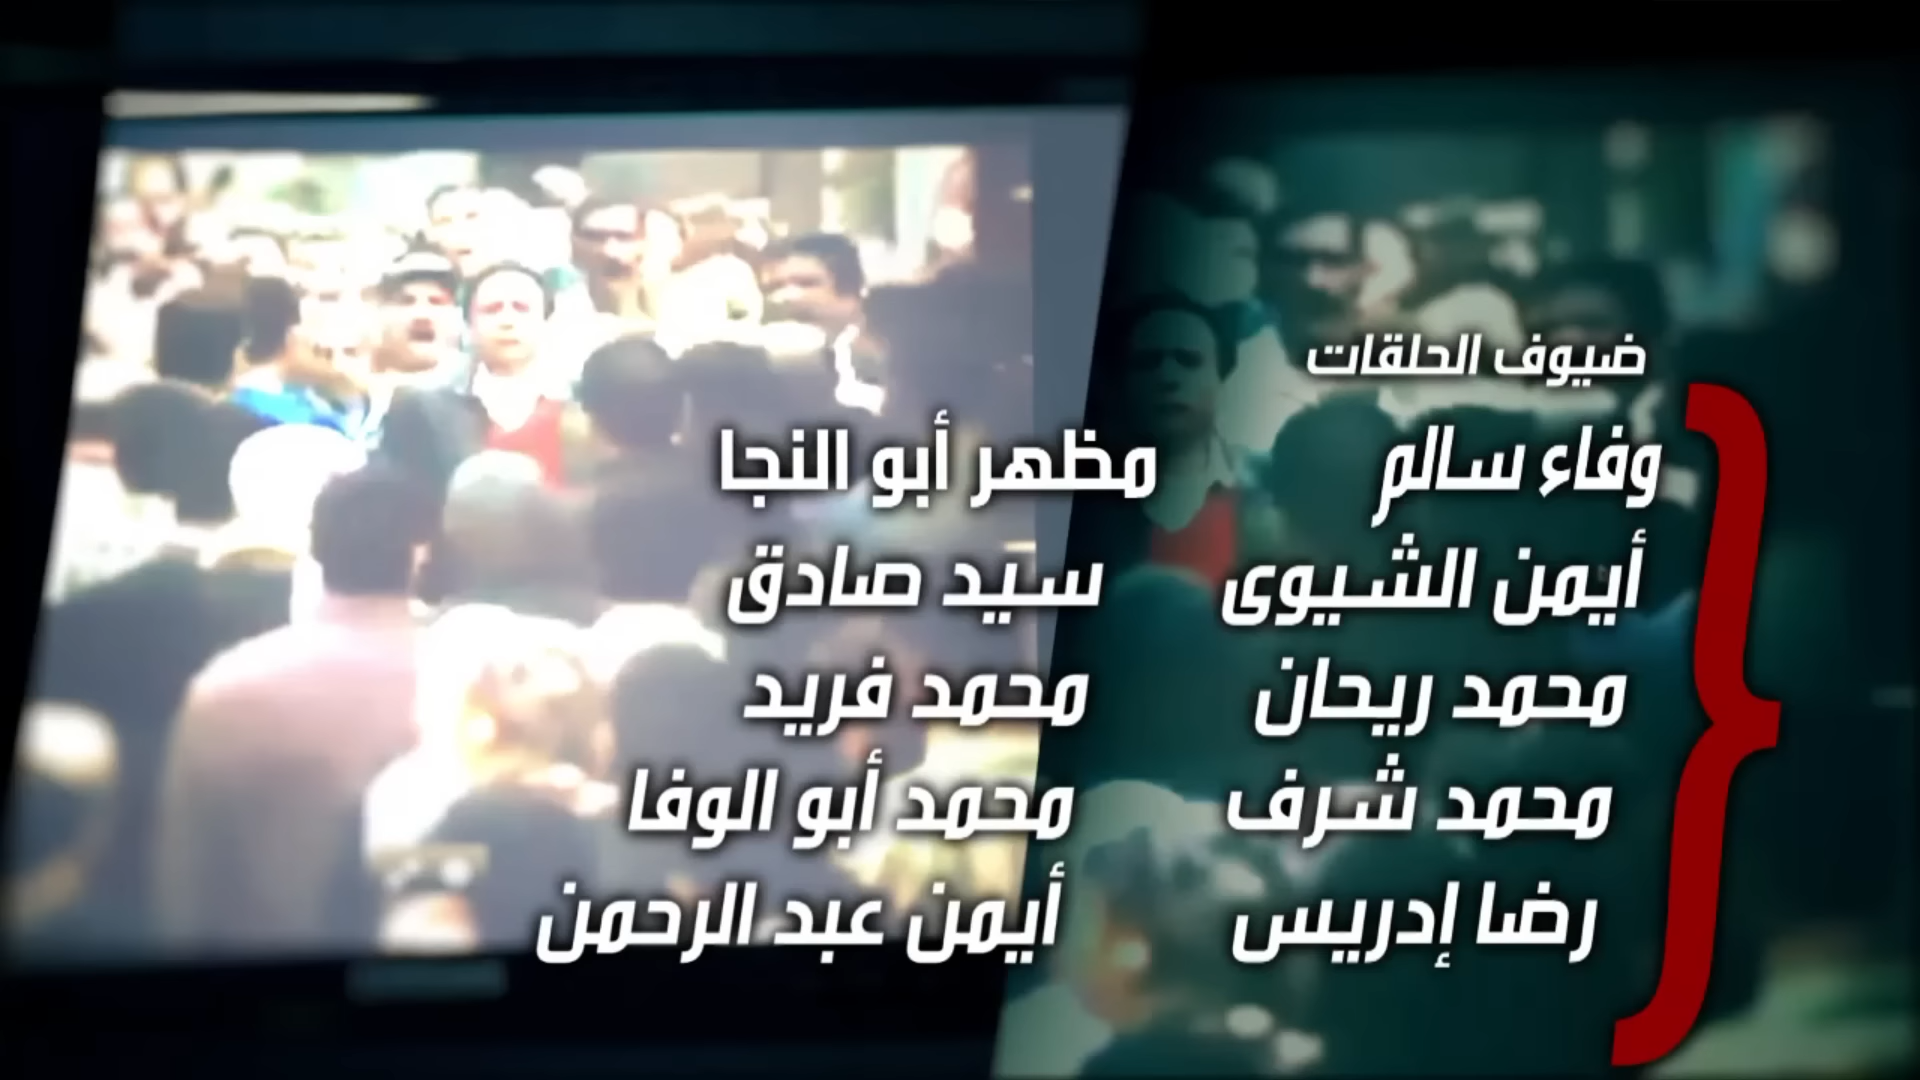 ضيوف الحلقات
وفاء سالم
مظهر أبو النجا
أيمن الشيوى
سيد صادق
محمد ريحان
محمد فريد
محمد شرف
محمد أبو الوفا
رضا إدريس
أيمن عبد الرحمن